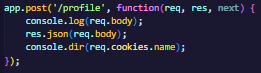 app.post('/profile', function(req, res, next) {
    console.log(req.body);
    res.json(req.body);
    console.dir(req.cookies.name);
});